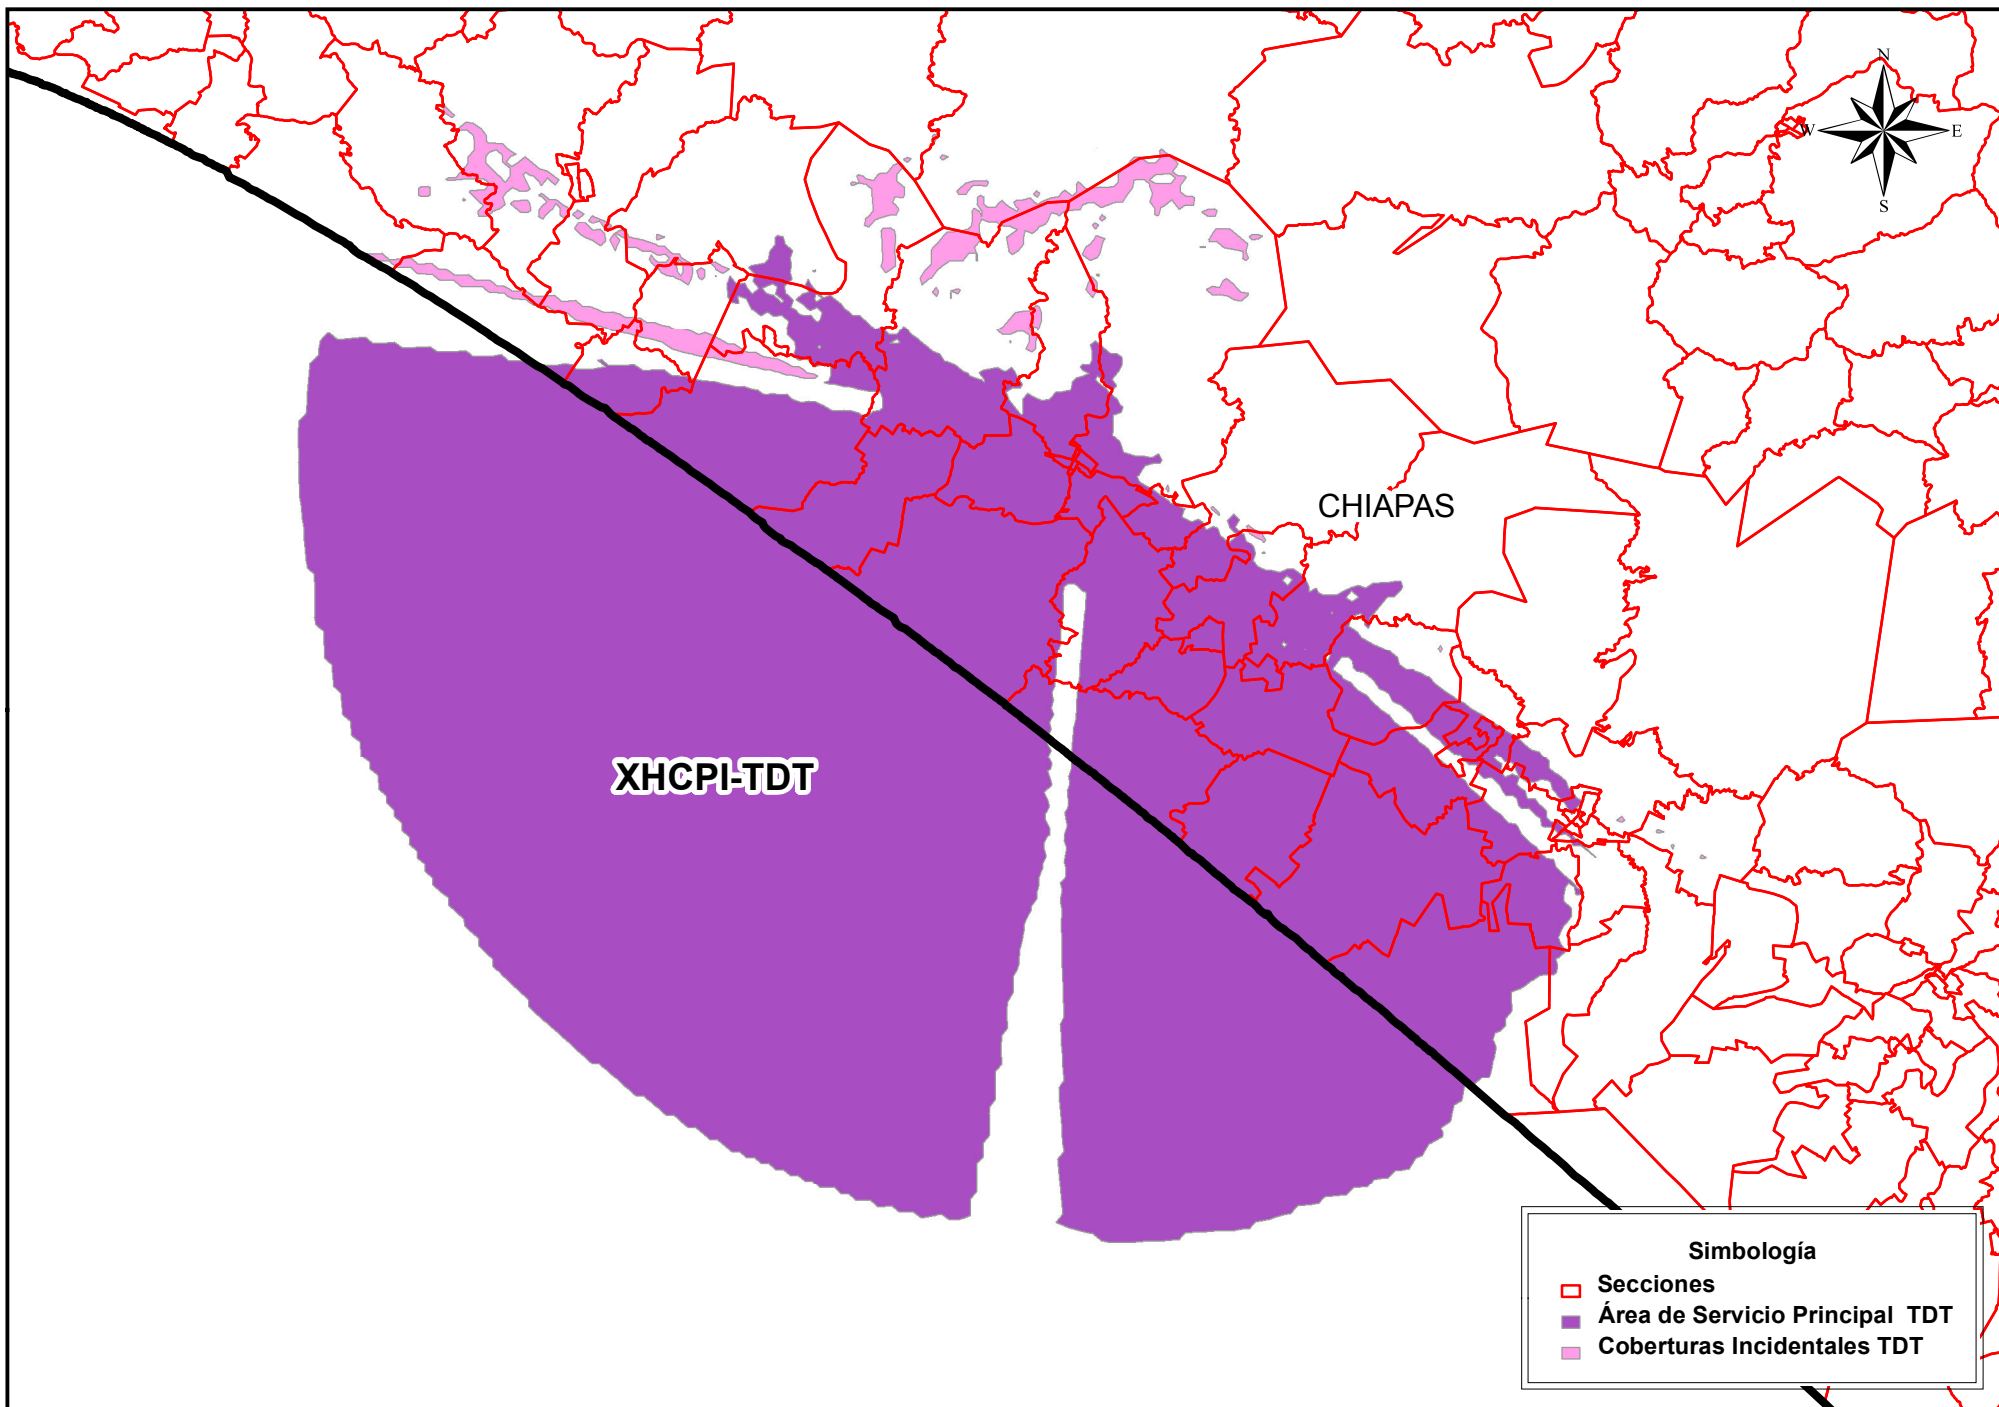 N
W
E
S
CHIAPAS
XHCPI-TDT
Simbología
Secciones
Área de Servicio Principal TDT
Coberturas Incidentales TDT